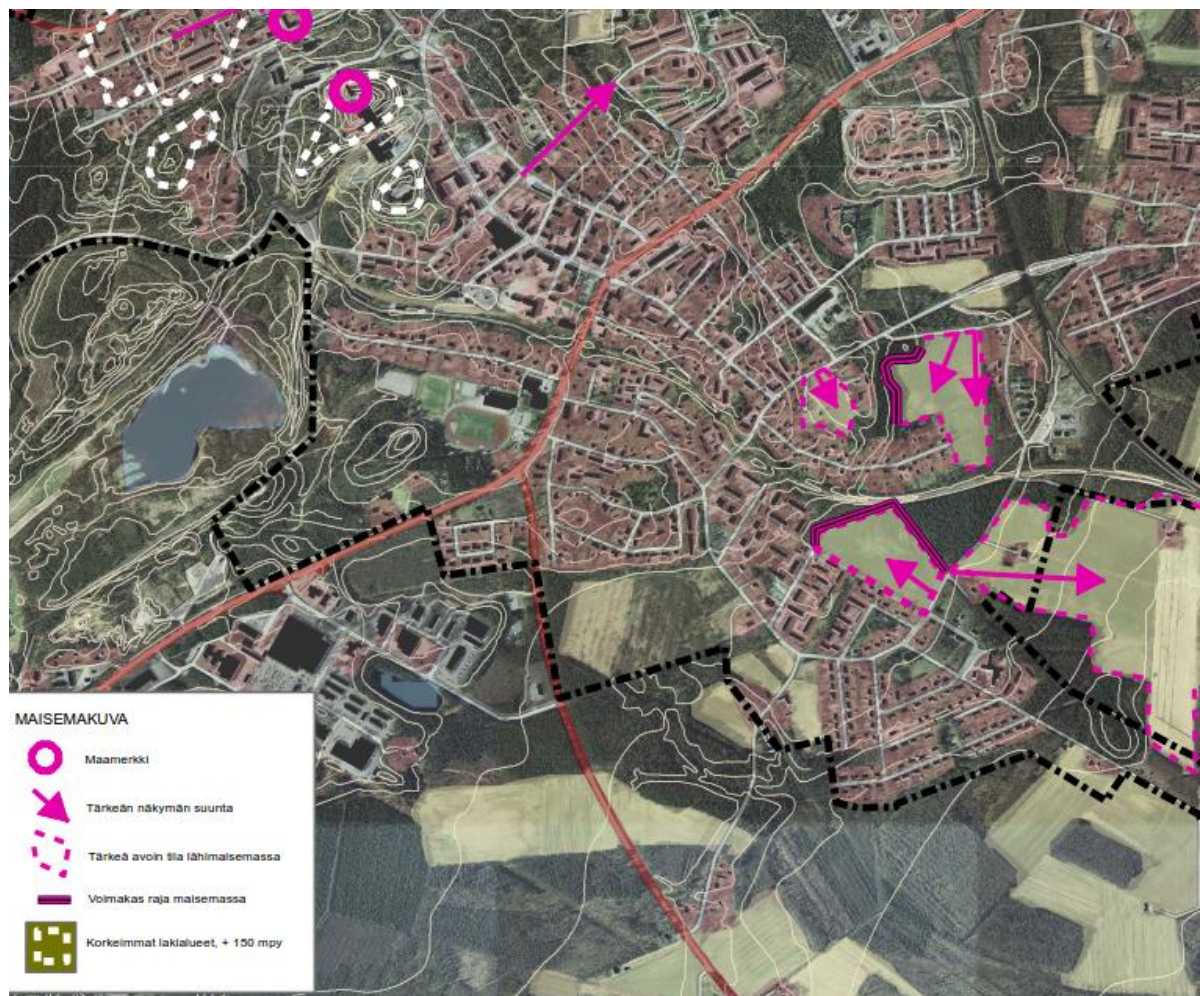 MAISEMAKUVA
Maamerkki
Tärkeän näkymän suunta
Tärkeä avoin tila lähimaisemassa
Voimakas raja maisemassa
Korkeimmat lakialueet, + 150 mpy